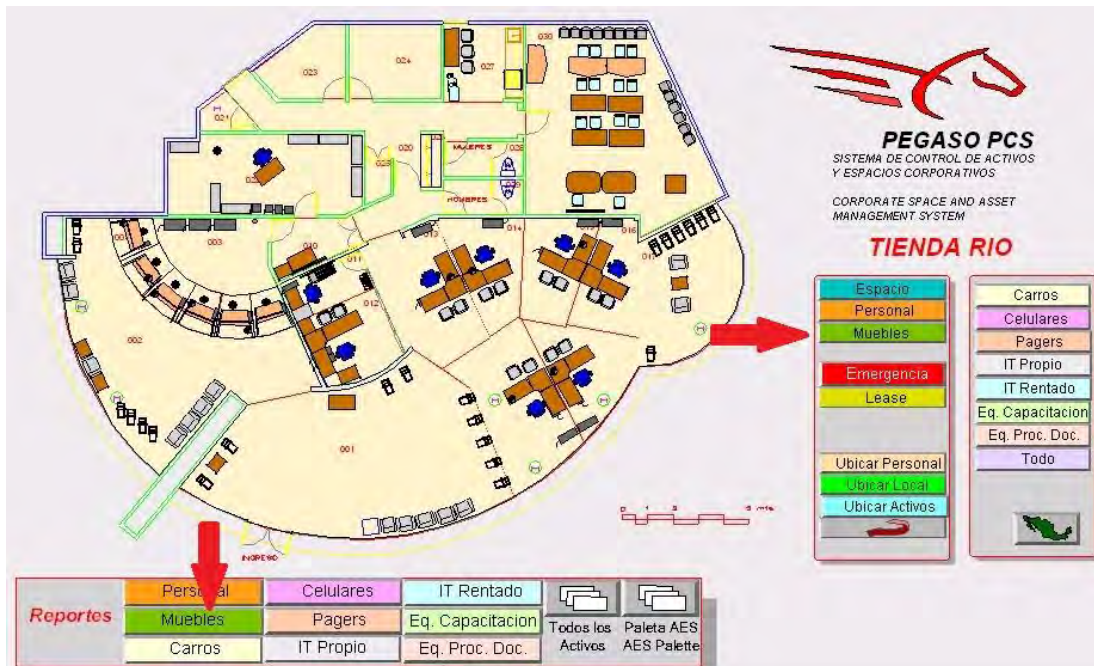 023
024
027
030
021
020
MUJERES
028
025
HOMBRES
003
010
013
014
016
011
012
002
001
INGRESO
PEGASO PCS
SISTEMA DE CONTROL DE ACTIVOS
Y ESPACIOS CORPORATIVOS
CORPORATE SPACE AND ASSET
MANAGEMENT SYSTEM
TIENDA RIO
Espacio
Personal
Muebles
Emergencia
Lease
Ubicar Personal
Ubicar Local
Ubicar Activos
Carros
Celulares
Pagers
IT Propio
IT Rentado
Eq. Capacitacion
Eq. Proc. Doc.
Todo
Reportes
Personal
Muebles
Carros
Celulares
Pagers
IT Propio
IT Rentado
Eq. Capacitacion
Eq. Proc. Doc.
Todos los
Activos
Paleta AES
AES Palette